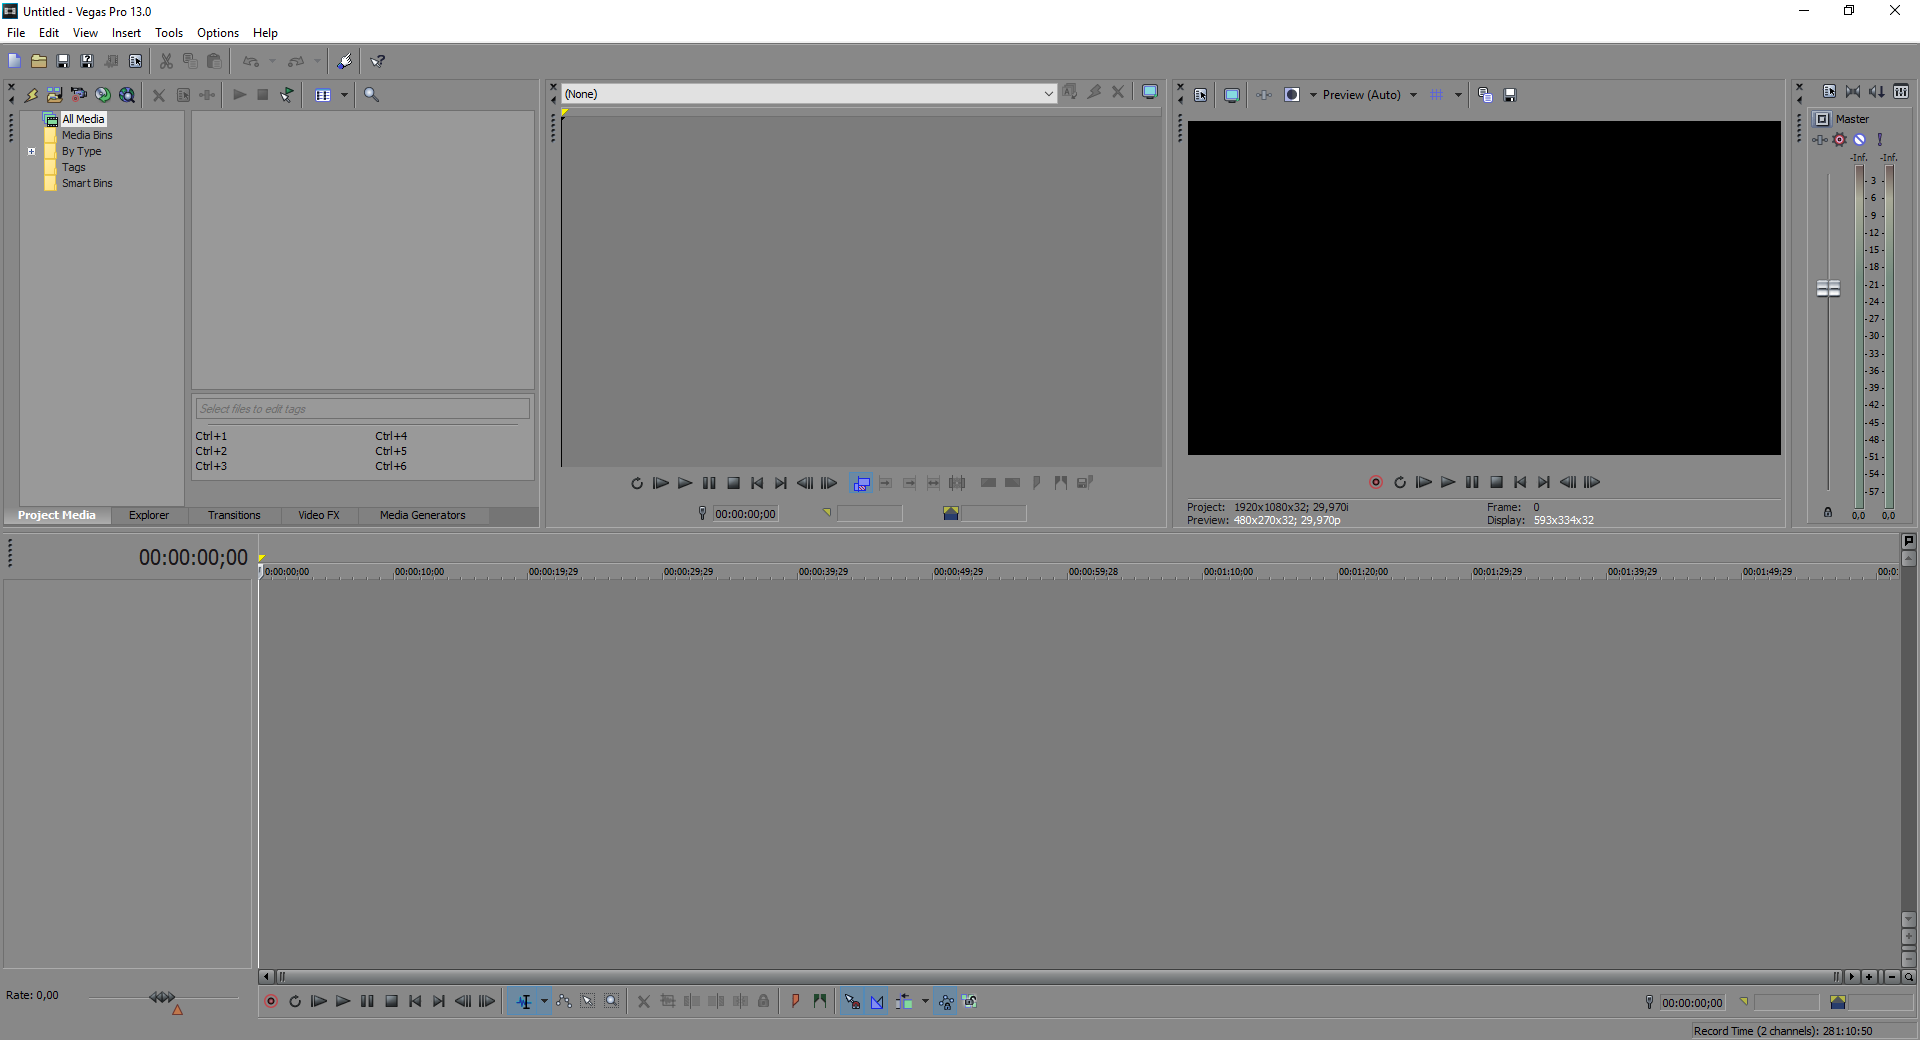 Untitled - Vegas Pro 13.0
File Edit View Insert Tools Options Help
All Media
Media Bins
By Type
Tags
Smart Bins
Select files to edit tags
Ctrl+1 Ctrl+4
Ctrl+2 Ctrl+5
Ctrl+3 Ctrl+6
Project Media Explorer Transitions Video FX Media Generators
(None)
00:00:00;00
Preview (Auto)
Project: 1920x1080x32; 29,970i Frame: 0
Preview: 480x270x32; 29,970p Display: 593x334x32
Master
-Inf. -Inf.
- 3 -
- 6 -
- 9 -
-12-
-15-
-18-
-21-
-24-
-27-
-30-
-33-
-36-
-39-
-42-
-45-
-48-
-51-
-54-
-57-
0,0 0,0
00:00:00;00
0:00:00;00 00:00:10;00 00:00:19;29 00:00:29;29 00:00:39;29 00:00:49;29 00:00:59;28 00:01:10;00 00:01:20;00 00:01:29;29 00:01:39;29 00:01:49;29 00:0
Rate: 0,00
00:00:00;00
Record Time (2 channels): 281:10:50